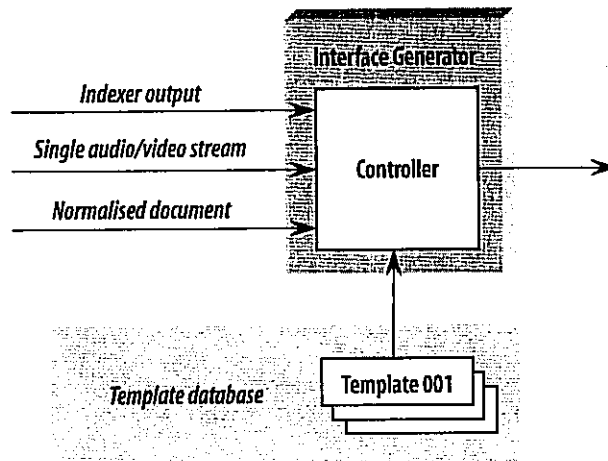 Interface Generator
Indexer output
Single audio/video stream
Controller
Normalised document
Template 001
Template database